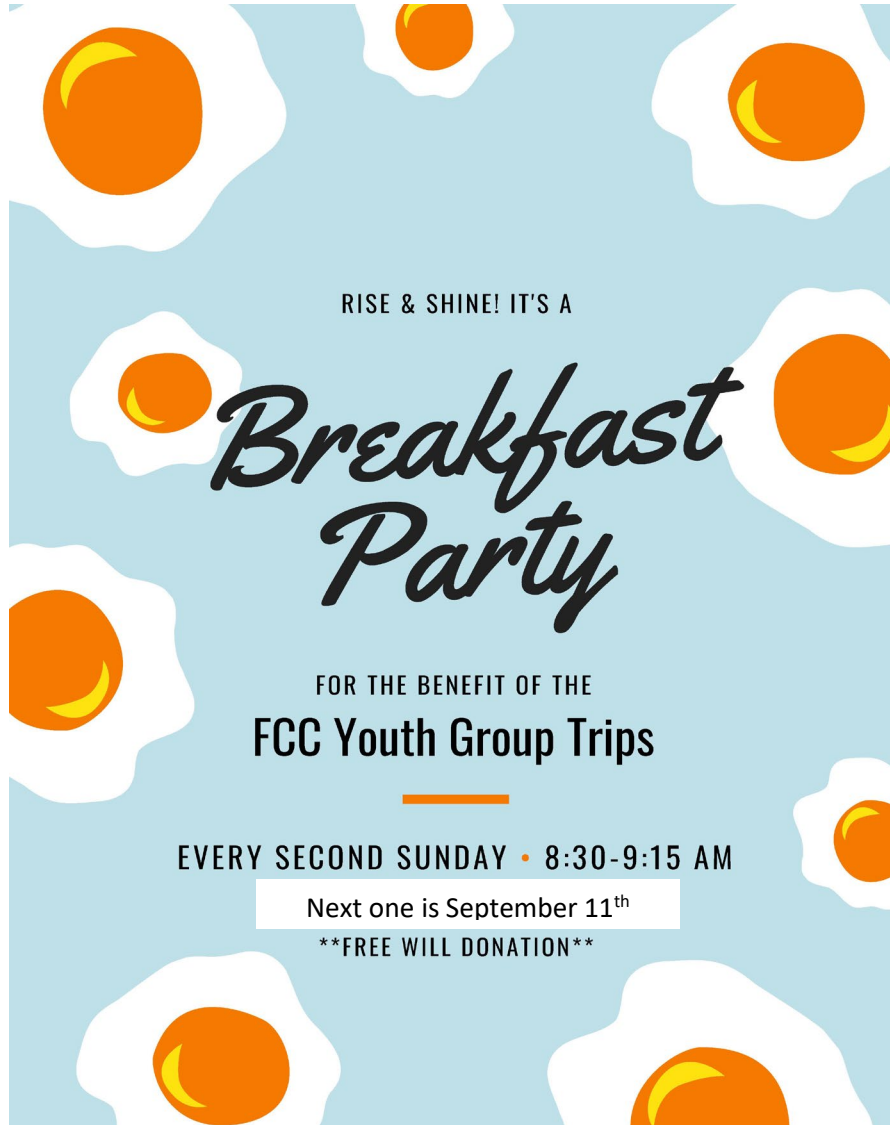 RISE & SHINE! IT'S A
Breakfast
Party
FOR THE BENEFIT OF THE
FCC Youth Group Trips
EVERY SECOND SUNDAY • 8:30-9:15 AM
Next one is September 11th
**FREE WILL DONATION**